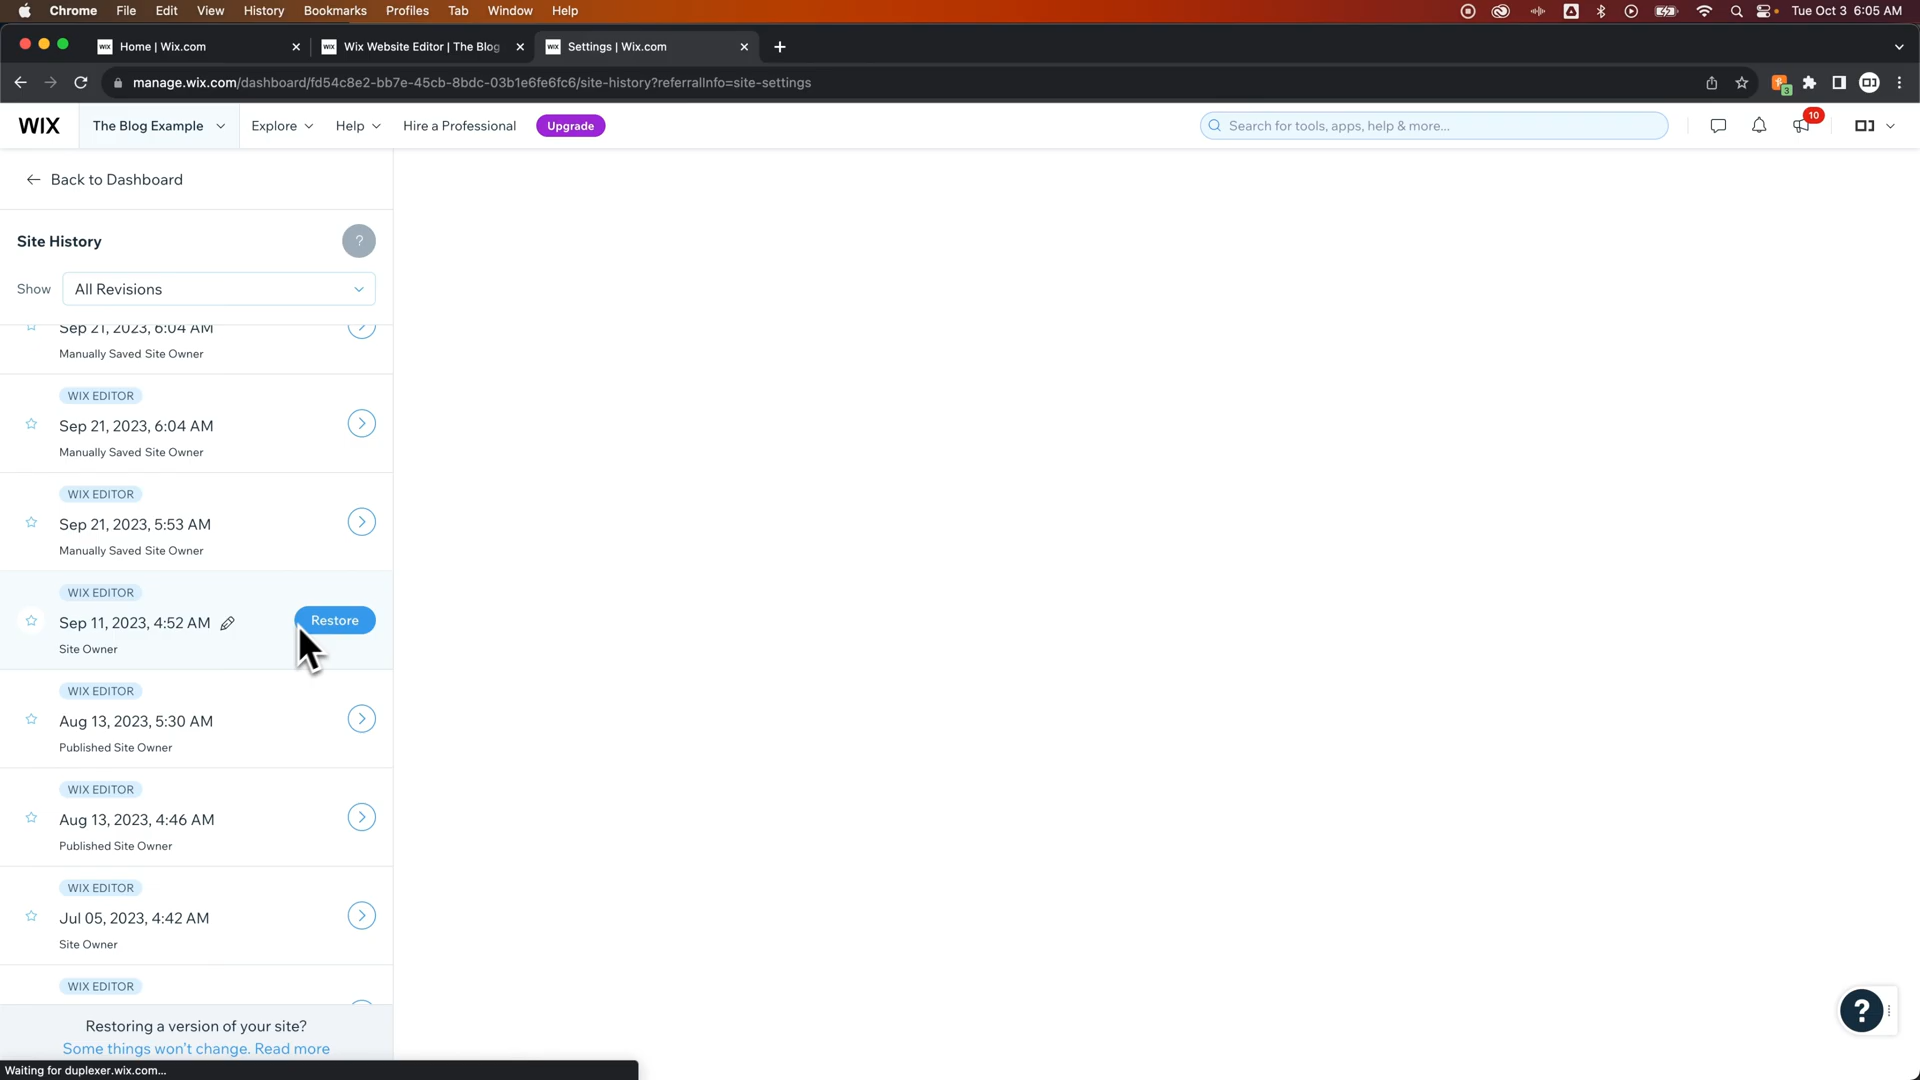 Chrome File Edit View History Bookmarks Profiles Tab Window Help Tue Oct 3 6:05 AM
WIX Home | Wix.com WIX Wix Website Editor | The Blog WIX Settings | Wix.com
manage.wix.com/dashboard/fd54c8e2-bb7e-45cb-8bdc-03b1e6fe6fc6/site-history?referralInfo=site-settings 3
WIX The Blog Example Explore Help Hire a Professional Upgrade Search for tools, apps, help & more... 10
Back to Dashboard
Site History ?
Show All Revisions
Sep 21, 2023, 6:04 AM
Manually Saved Site Owner
WIX EDITOR
Sep 21, 2023, 6:04 AM
Manually Saved Site Owner
WIX EDITOR
Sep 21, 2023, 5:53 AM
Manually Saved Site Owner
WIX EDITOR
Sep 11, 2023, 4:52 AM Restore
Site Owner
WIX EDITOR
Aug 13, 2023, 5:30 AM
Published Site Owner
WIX EDITOR
Aug 13, 2023, 4:46 AM
Published Site Owner
WIX EDITOR
Jul 05, 2023, 4:42 AM
Site Owner
WIX EDITOR
Restoring a version of your site?
Some things won't change. Read more
?
Waiting for duplexer.wix.com...